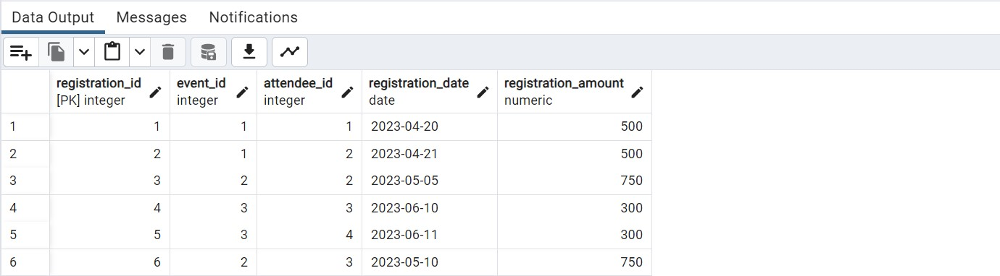 Data Output Messages Notifications
registration_id event_id attendee_id registration_date registration_amount
[PK] integer integer integer date numeric
1 1 1 1 2023-04-20 500
2 2 1 2 2023-04-21 500
3 3 2 2 2023-05-05 750
4 4 3 3 2023-06-10 300
5 5 3 4 2023-06-11 300
6 6 2 3 2023-05-10 750